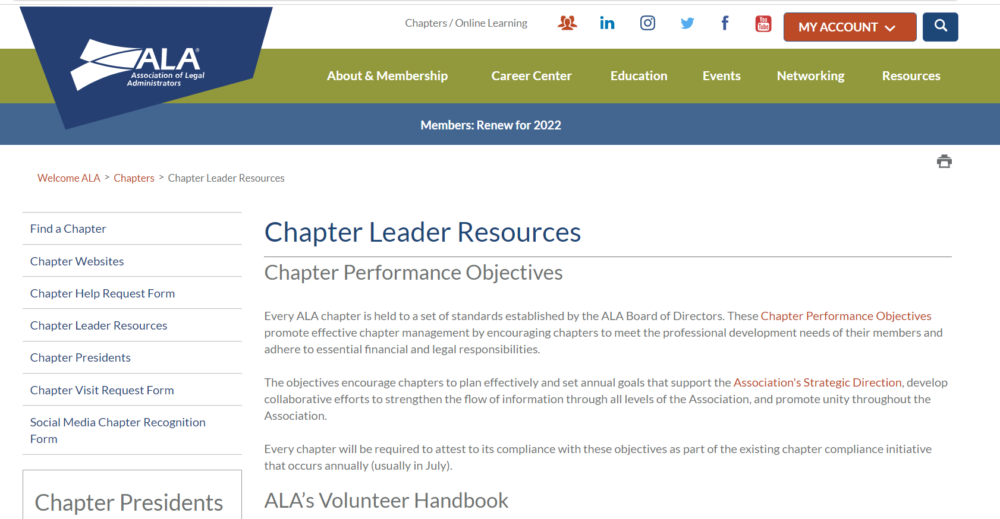 Chapters / Online Learning
You
Tube
MY ACCOUNT
ALA®
Association of Legal
Administrators
About & Membership
Career Center
Education
Events
Networking
Resources
Members: Renew for 2022
Welcome ALA > Chapters > Chapter Leader Resources
Find a Chapter
Chapter Websites
Chapter Help Request Form
Chapter Leader Resources
Chapter Presidents
Chapter Visit Request Form
Social Media Chapter Recognition
Form
Chapter Presidents
Chapter Leader Resources
Chapter Performance Objectives
Every ALA chapter is held to a set of standards established by the ALA Board of Directors. These Chapter Performance Objectives
promote effective chapter management by encouraging chapters to meet the professional development needs of their members and
adhere to essential financial and legal responsibilities.
The objectives encourage chapters to plan effectively and set annual goals that support the Association's Strategic Direction, develop
collaborative efforts to strengthen the flow of information through all levels of the Association, and promote unity throughout the
Association.
Every chapter will be required to attest to its compliance with these objectives as part of the existing chapter compliance initiative
that occurs annually (usually in July).
ALA’s Volunteer Handbook